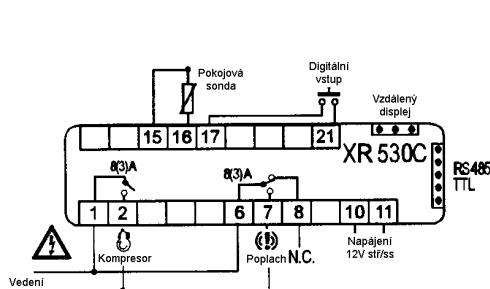 Pokojová
sonda
Digitální
vstup
Vzdálený
displej
15 16 17 21
XR 530C
RS485
TTL
8(3)A
8(3)A
1 2 6 7 8 10 11
Kompresor
Poplach
N.C.
Napájení
12V stř/ss
Vedení